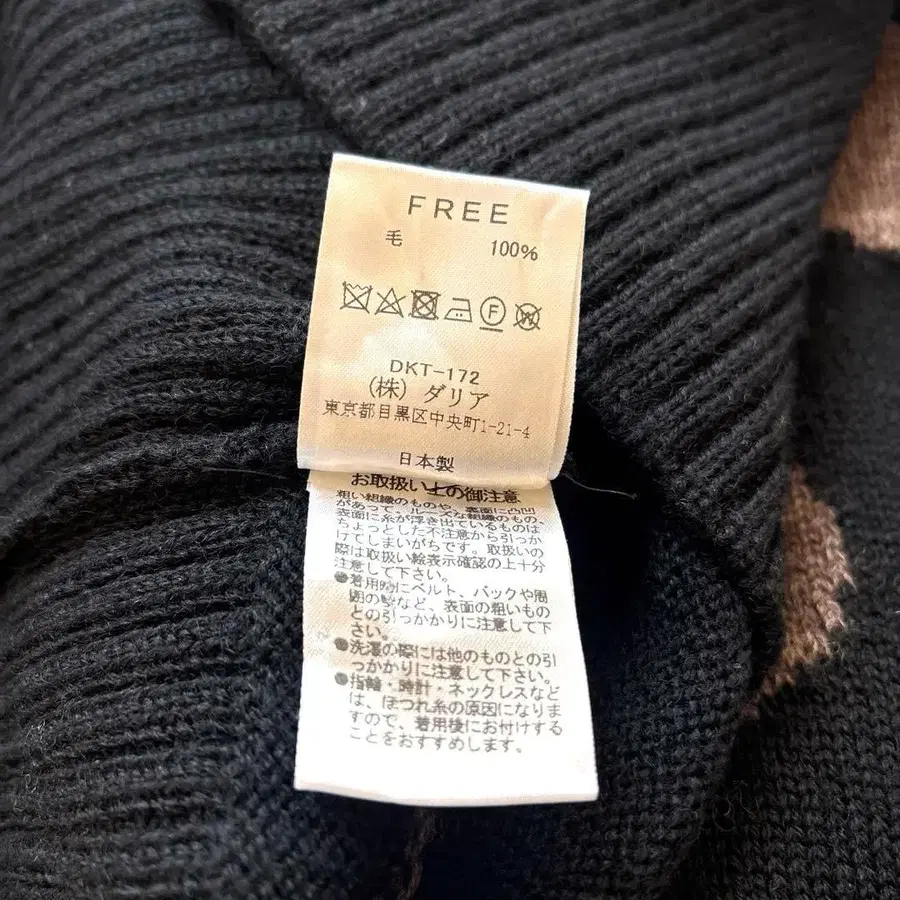 FREE
毛 100%
F
W
DKT-172
(株) ダリア
東京都目黒区中央町1-21-4
日本製
お取扱い上の御注意
粗い組織のものや、表面に凸凹
があって、ルーズな組織のもの、
表面に糸が浮き出ているものは
ちょっとした不注意から引っか
けてしまいがちです。取扱いの
際は取扱い絵表示確認の上十分
注意して下さい。
●着用時にベルト、バックや周
囲の壁など、表面の粗いもの
との引っかかりに注意して下
さい。
●洗濯の際には他のものとの引
っかかりに注意して下さい。
●指輪・時計・ネックレスなど
は、ほつれ糸の原因になりま
すので、着用後にお付けする
ことをおすすめします。